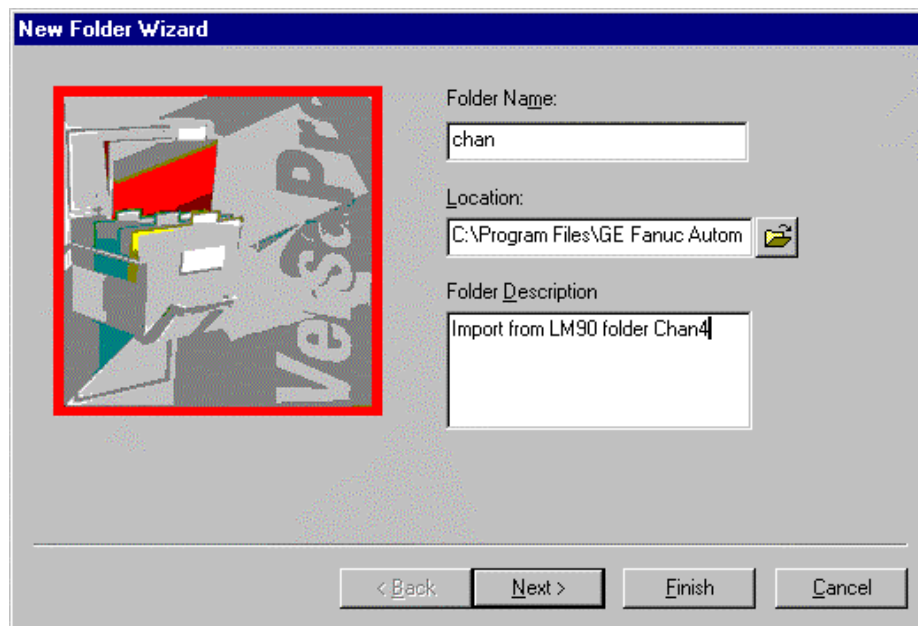 New Folder Wizard
Folder Name:
chan
Location:
C:\Program Files\GE Fanuc Autom
Folder Description
Import from LM90 folder Chan4
VersaPr
< Back
Next >
Finish
Cancel